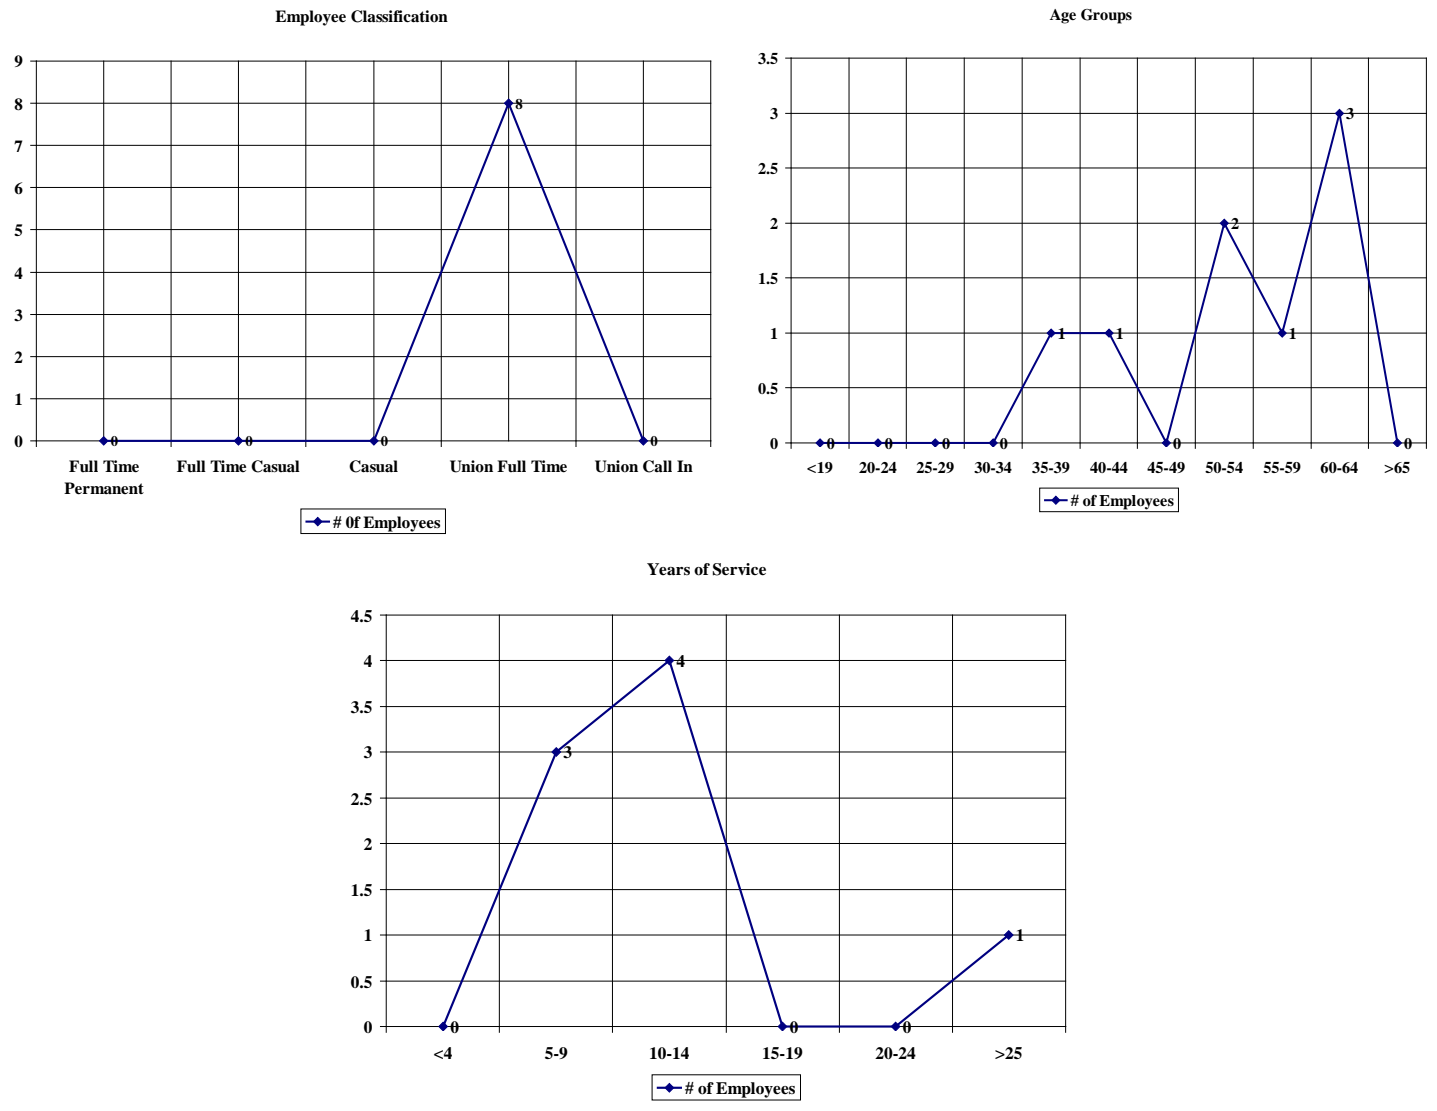 Employee Classification
9
8
7
6
5
4
3
2
1
0
8
0 0 0 0
Full Time Permanent Full Time Casual Casual Union Full Time Union Call In
# 0f Employees
Age Groups
3.5
3
2.5
2
1.5
1
0.5
0
0 0 0 0 1 1 0 2 1 3 0
<19 20-24 25-29 30-34 35-39 40-44 45-49 50-54 55-59 60-64 >65
# of Employees
Years of Service
4.5
4
3.5
3
2.5
2
1.5
1
0.5
0
0 3 4 0 0 1
<4 5-9 10-14 15-19 20-24 >25
# of Employees